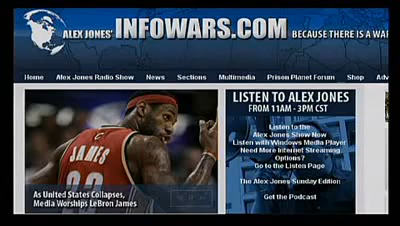 ALEX JONES' INFOWARS.COM BECAUSE THERE IS A WAR
Home Alex Jones Radio Show News Sections Multimedia Prison Planet Forum Shop Adv
JAMES
As United States Collapses,
Media Worships LeBron James
LISTEN TO ALEX JONES
FROM 11AM - 3PM CST
Listen to the
Alex Jones Show Now
Listen with Windows Media Player
Need More Internet Streaming
Options?
Go to the Listen Page
The Alex Jones Sunday Edition
Get the Podcast